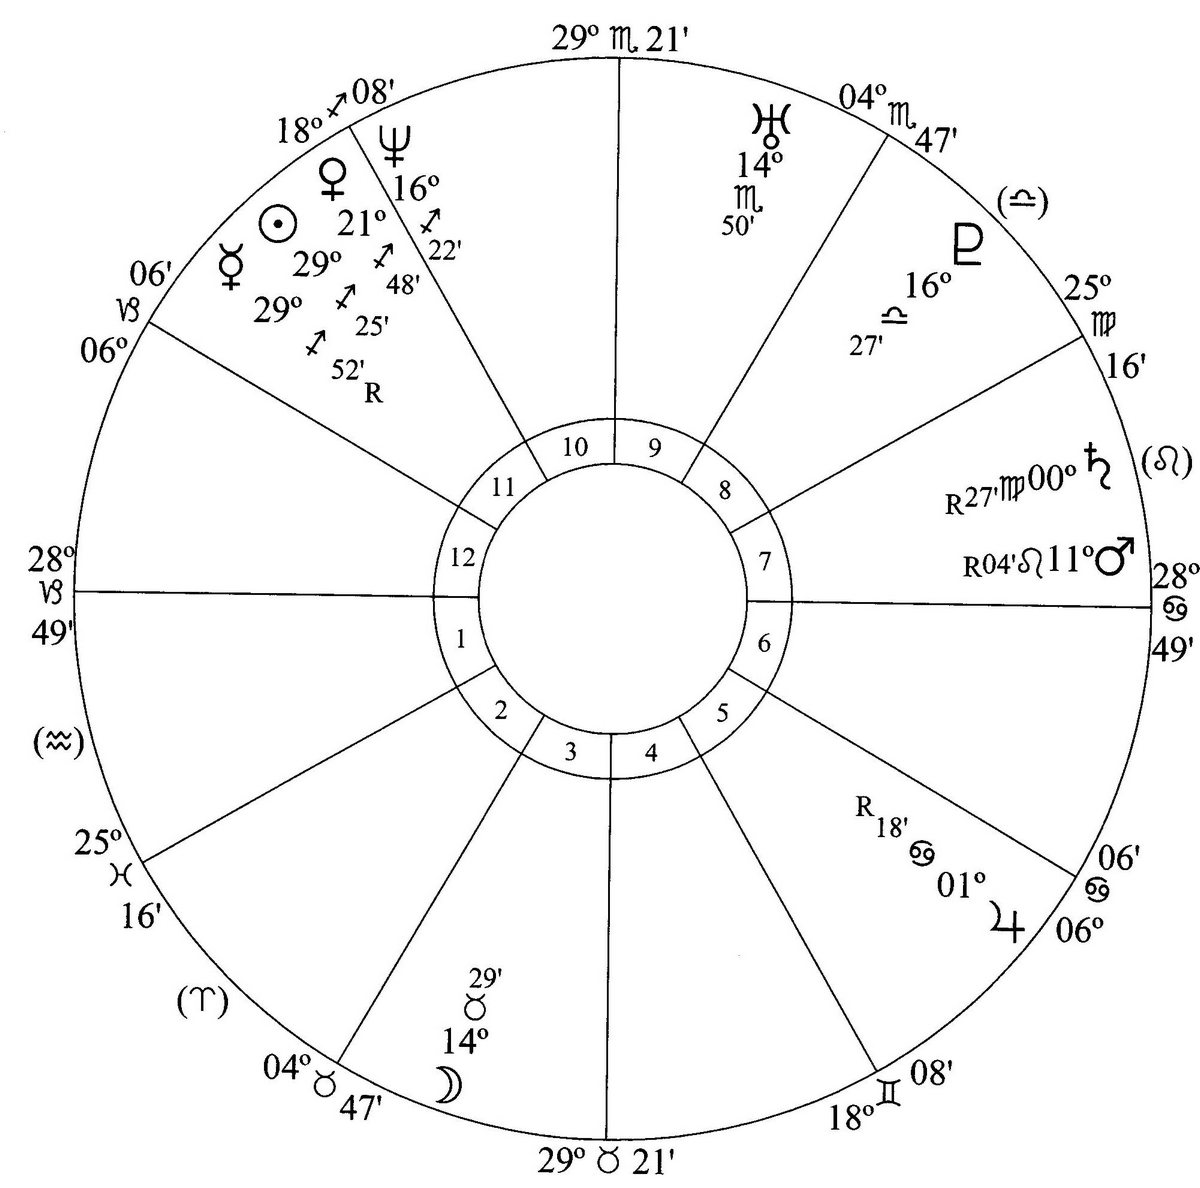 29º ♏ 21'
04º ♏ 47'
(♎)
25º ♍ 16'
(♌)
28º ♋ 49'
06' ♋ 06º
08' ♊ 18º
29º ♉ 21'
04º ♉ 47'
(♈)
25º ♓ 16'
(♒)
28º ♑ 49'
06' ♑ 06º
18º ♐ 08'
♆ 16º ♐ 22'
♀ 21º ♐ 48'
☉ 29º ♐ 25'
☿ 29º ♐ 52' R
♅ 14º ♏ 50'
♇ 16º ♎ 27'
R 27' ♍ 00º ♄
R 04' ♌ 11º ♂
R 18' ♋ 01º ♃
29' ♉ 14º ☽
10
9
11
8
12
7
1
6
2
5
3
4